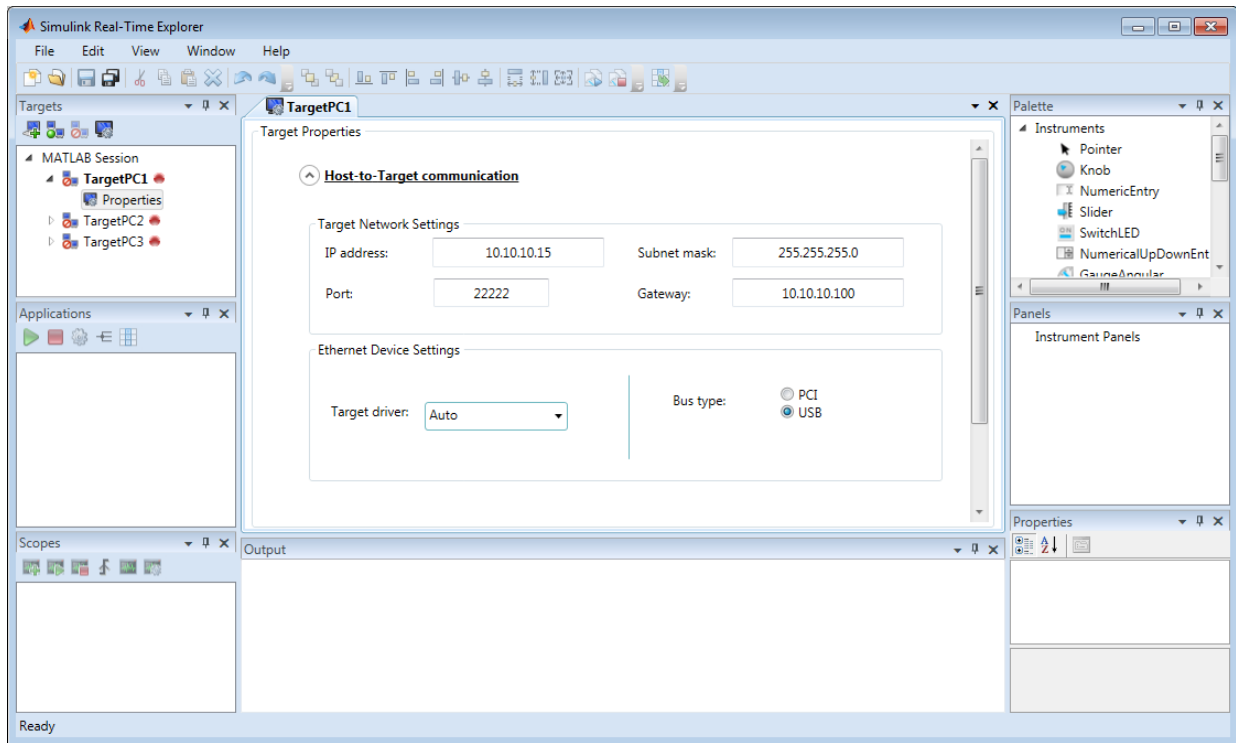 Simulink Real-Time Explorer
File Edit View Window Help
Targets
MATLAB Session
TargetPC1
Properties
TargetPC2
TargetPC3
Applications
Scopes
TargetPC1
Target Properties
Host-to-Target communication
Target Network Settings
IP address: 10.10.10.15 Subnet mask: 255.255.255.0
Port: 22222 Gateway: 10.10.10.100
Ethernet Device Settings
Target driver: Auto
Bus type: PCI
USB
Output
Palette
Instruments
Pointer
Knob
NumericEntry
Slider
SwitchLED
NumericalUpDownEnt
GaugeAngular
Panels
Instrument Panels
Properties
Ready